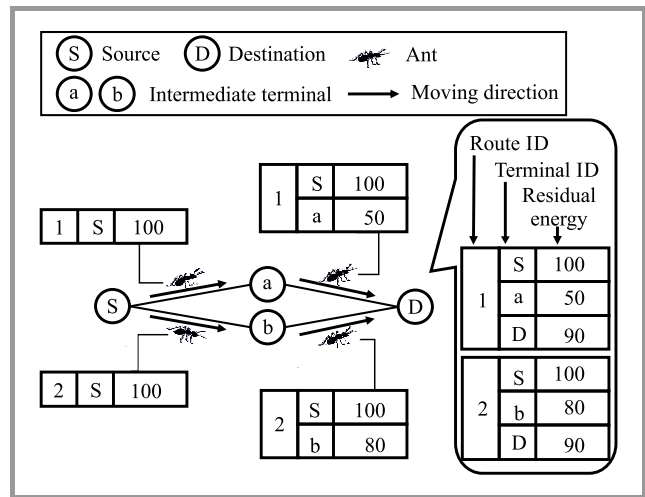 S Source D Destination Ant
a b Intermediate terminal Moving direction
Route ID
Terminal ID
Residual
energy
1 S 100
1 S 100
a 50
S
a
b
D
2 S 100
2 S 100
b 80
1 S 100
a 50
D 90
2 S 100
b 80
D 90